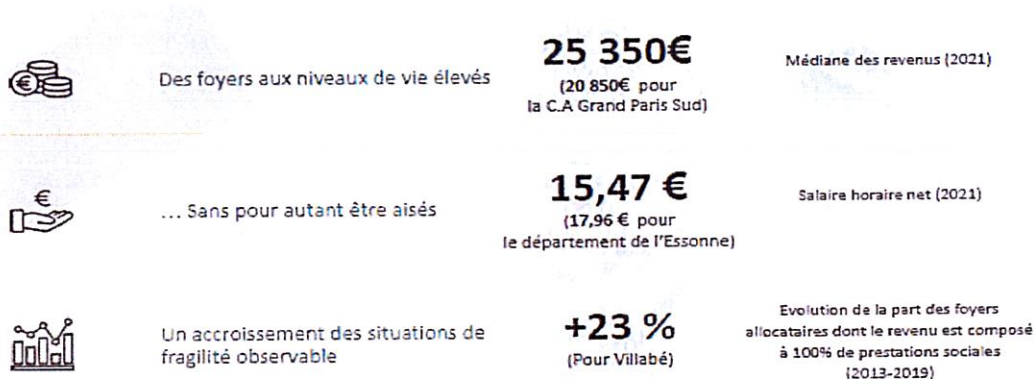 Des foyers aux niveaux de vie élevés
25 350€
(20 850€ pour
la C.A Grand Paris Sud)
Médiane des revenus (2021)
€
... Sans pour autant être aisés
15,47 €
(17,96 € pour
le département de l'Essonne)
Salaire horaire net (2021)
Un accroissement des situations de
fragilité observable
+23 %
(Pour Villabé)
Evolution de la part des foyers
allocataires dont le revenu est composé
à 100% de prestations sociales
(2013-2019)